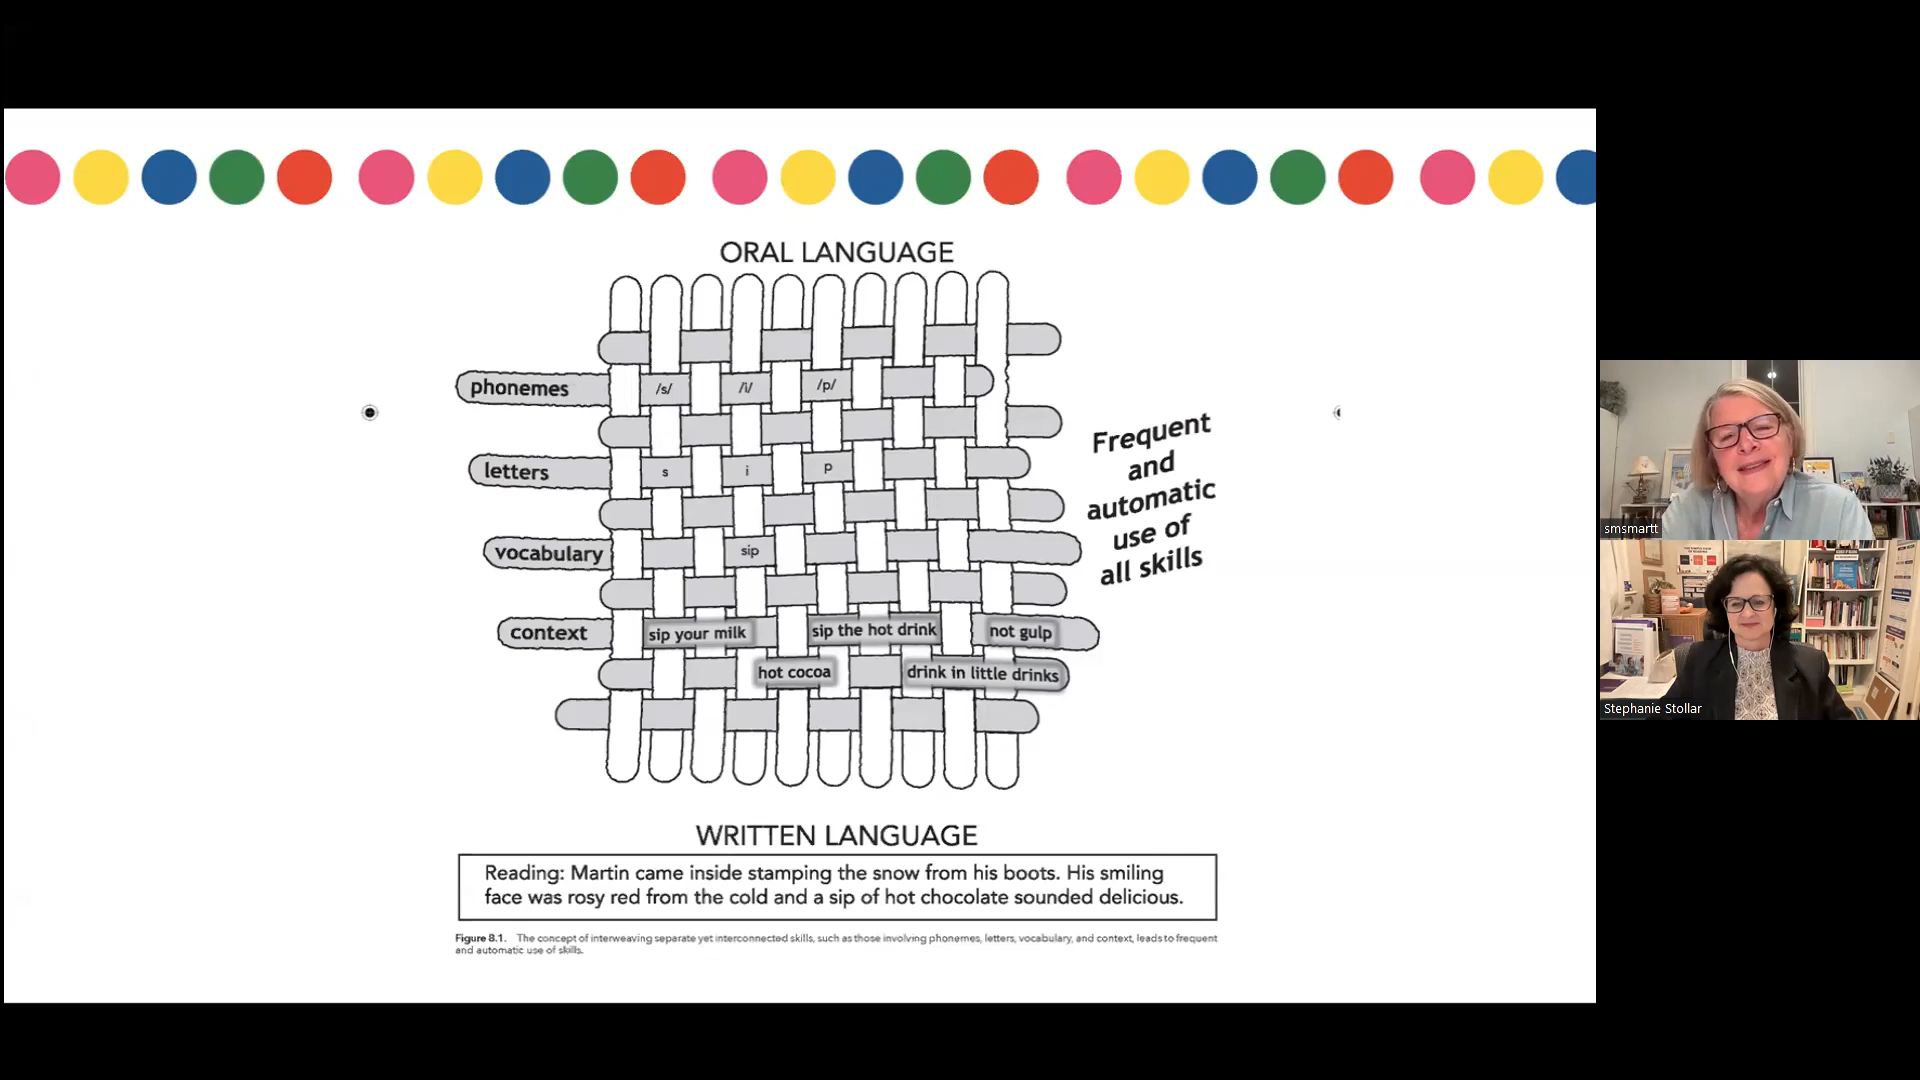 ORAL LANGUAGE
phonemes /s/ /ĭ/ /p/
letters s i p
vocabulary sip
context sip your milk sip the hot drink not gulp
hot cocoa drink in little drinks
Frequent
and
automatic
use of
all skills
WRITTEN LANGUAGE
Reading: Martin came inside stamping the snow from his boots. His smiling
face was rosy red from the cold and a sip of hot chocolate sounded delicious.
Figure 8.1. The concept of interweaving separate yet interconnected skills, such as those involving phonemes, letters, vocabulary, and context, leads to frequent
and automatic use of skills.
smsmartt
Stephanie Stollar